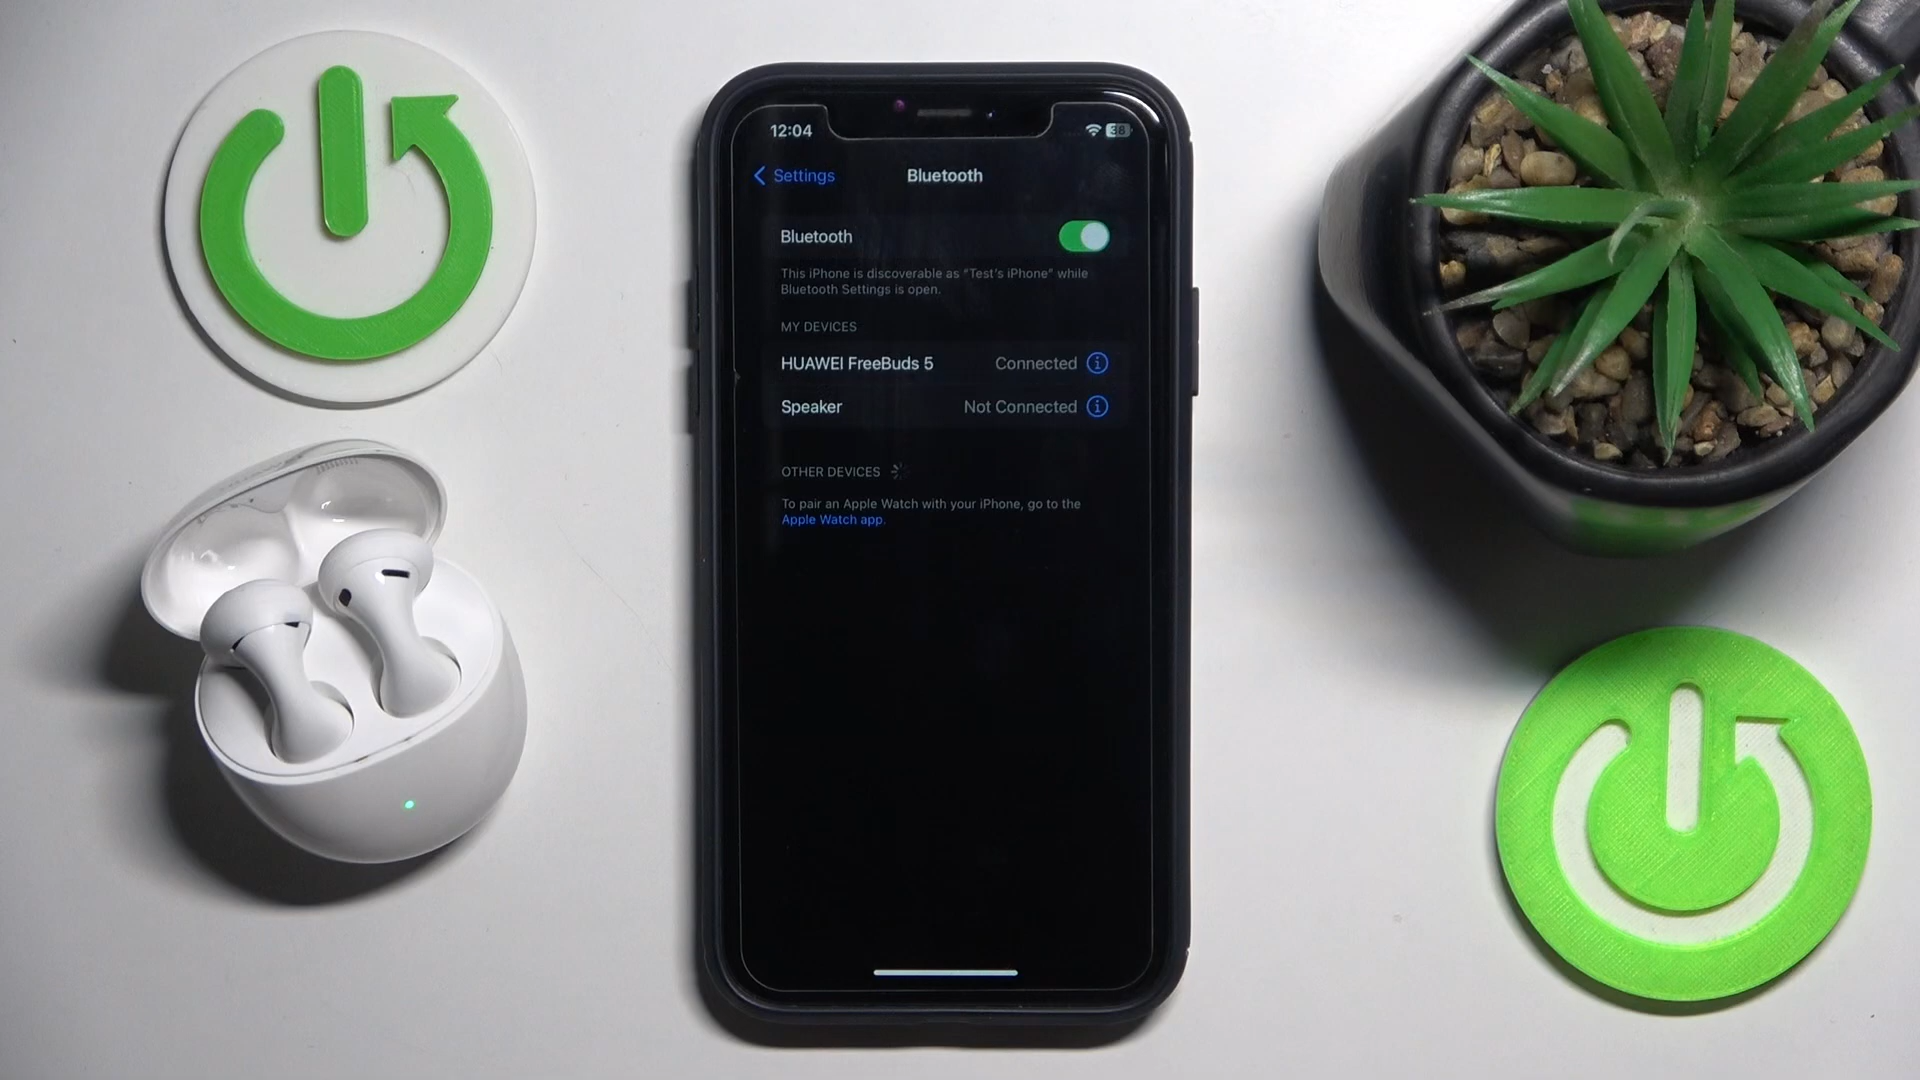 12:04
38
Settings
Bluetooth
Bluetooth
This iPhone is discoverable as “Test's iPhone” while
Bluetooth Settings is open.
MY DEVICES
HUAWEI FreeBuds 5 Connected
Speaker Not Connected
OTHER DEVICES
To pair an Apple Watch with your iPhone, go to the
Apple Watch app.